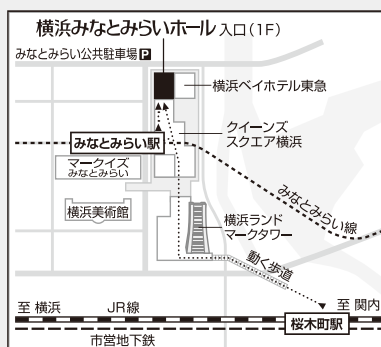 横浜みなとみらいホール 入口(1F)
みなとみらい公共駐車場 P
横浜ベイホテル東急
みなとみらい駅
クイーンズ
スクエア横浜
マークイズ
みなとみらい
みなとみらい線
横浜美術館
横浜ランド
マークタワー
動く歩道
至 横浜
JR線
至 関内
桜木町駅
市営地下鉄